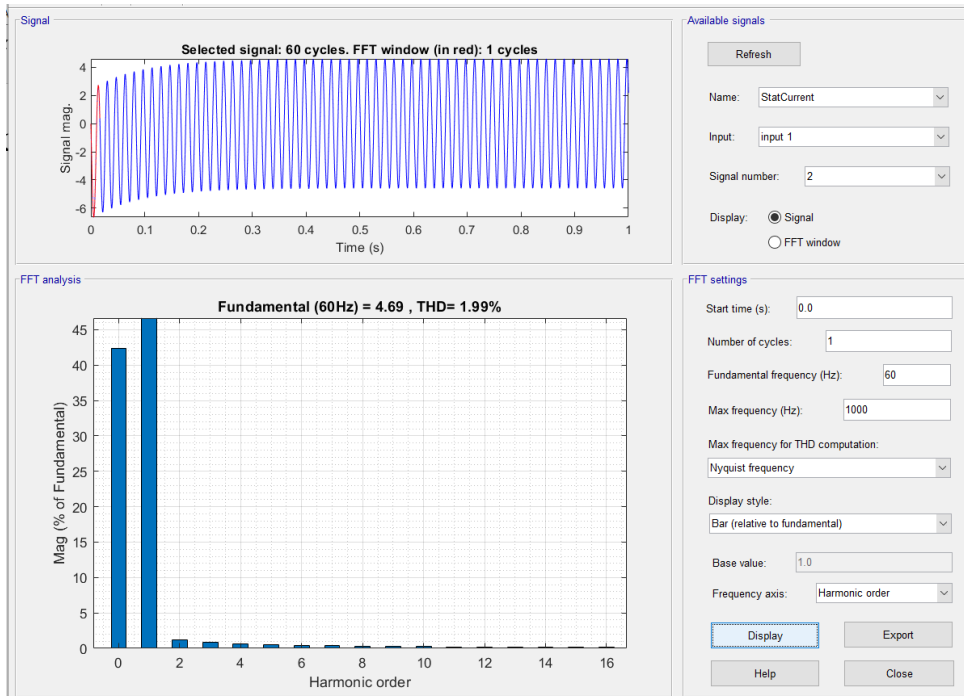 Signal
Selected signal: 60 cycles. FFT window (in red): 1 cycles
4
2
0
-2
-4
-6
Signal mag.
0 0.1 0.2 0.3 0.4 0.5 0.6 0.7 0.8 0.9 1
Time (s)
Available signals
Refresh
Name: StatCurrent
Input: input 1
Signal number: 2
Display: Signal
FFT window
FFT analysis
Fundamental (60Hz) = 4.69 , THD= 1.99%
45
40
35
30
25
20
15
10
5
0
Mag (% of Fundamental)
0 2 4 6 8 10 12 14 16
Harmonic order
FFT settings
Start time (s): 0.0
Number of cycles: 1
Fundamental frequency (Hz): 60
Max frequency (Hz): 1000
Max frequency for THD computation:
Nyquist frequency
Display style:
Bar (relative to fundamental)
Base value: 1.0
Frequency axis: Harmonic order
Display Export
Help Close